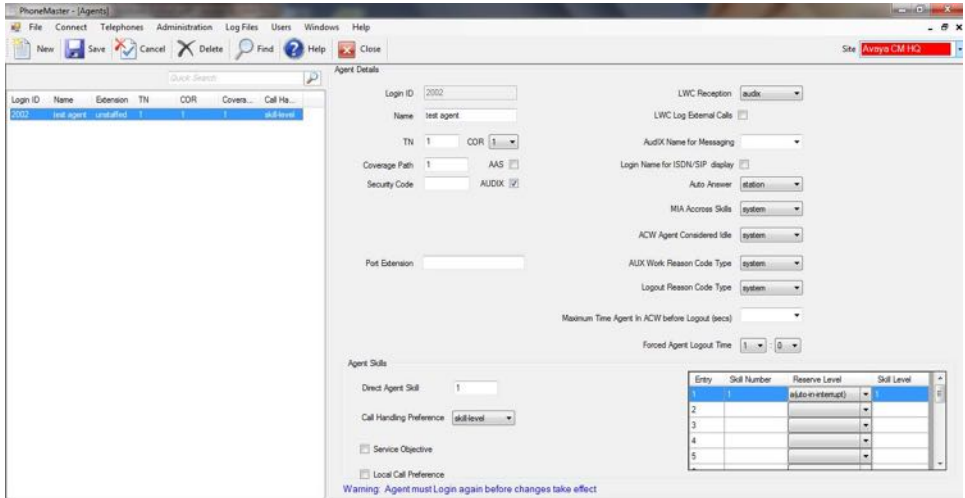 PhoneMaster - [Agents]
File Connect Telephones Administration Log Files Users Windows Help
New Save Cancel Delete Find Help Close Site Avaya CM HQ
Quick Search
Login ID Name Extension TN COR Covera... Call Ha...
2002 test agent unstaffed 1 1 1 skill-level
Agent Details
Login ID 2002
Name test agent
TN 1 COR 1
Coverage Path 1 AAS
Security Code AUDIX
Port Extension
LWC Reception audix
LWC Log External Calls
AudIX Name for Messaging
Login Name for ISDN/SIP display
Auto Answer station
MIA Accross Skills system
ACW Agent Considered Idle system
AUX Work Reason Code Type system
Logout Reason Code Type system
Maximum Time Agent In ACW before Logout (secs)
Forced Agent Logout Time 1 : 0
Agent Skills
Direct Agent Skill 1
Call Handling Preference skill-level
Service Objective
Local Call Preference
Entry Skill Number Reserve Level Skill Level
1 1 a(uto-in-interrupt) 1
2
3
4
5
Warning: Agent must Login again before changes take effect